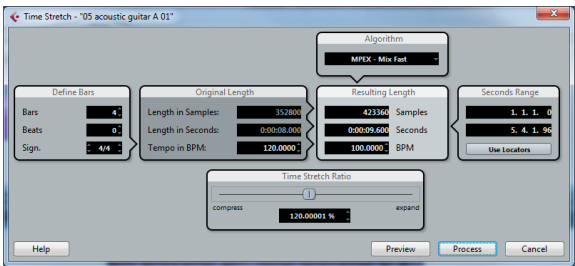 Time Stretch - "05 acoustic guitar A 01"
Algorithm
MPEX - Mix Fast
Define Bars
Bars 4
Beats 0
Sign. 4/4
Original Length
Length in Samples: 352800
Length in Seconds: 0:00:08.000
Tempo in BPM: 120.0000
Resulting Length
423360 Samples
0:00:09.600 Seconds
100.0000 BPM
Seconds Range
1. 1. 1. 0
5. 4. 1. 96
Use Locators
Time Stretch Ratio
compress expand
120.00001 %
Help Preview Process Cancel